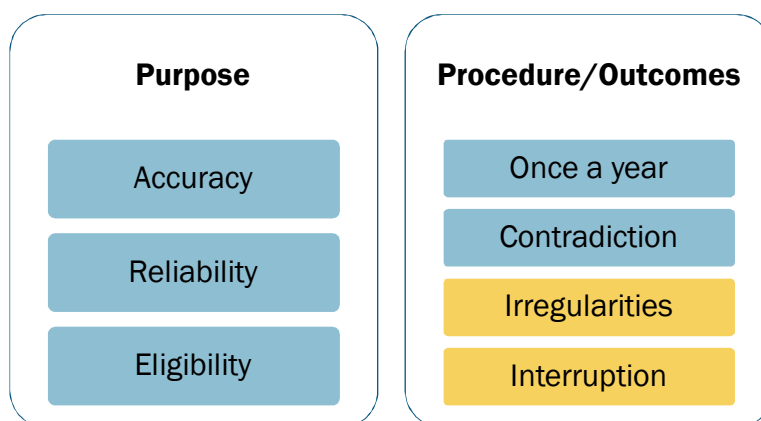 Purpose
Accuracy
Reliability
Eligibility
Procedure/Outcomes
Once a year
Contradiction
Irregularities
Interruption